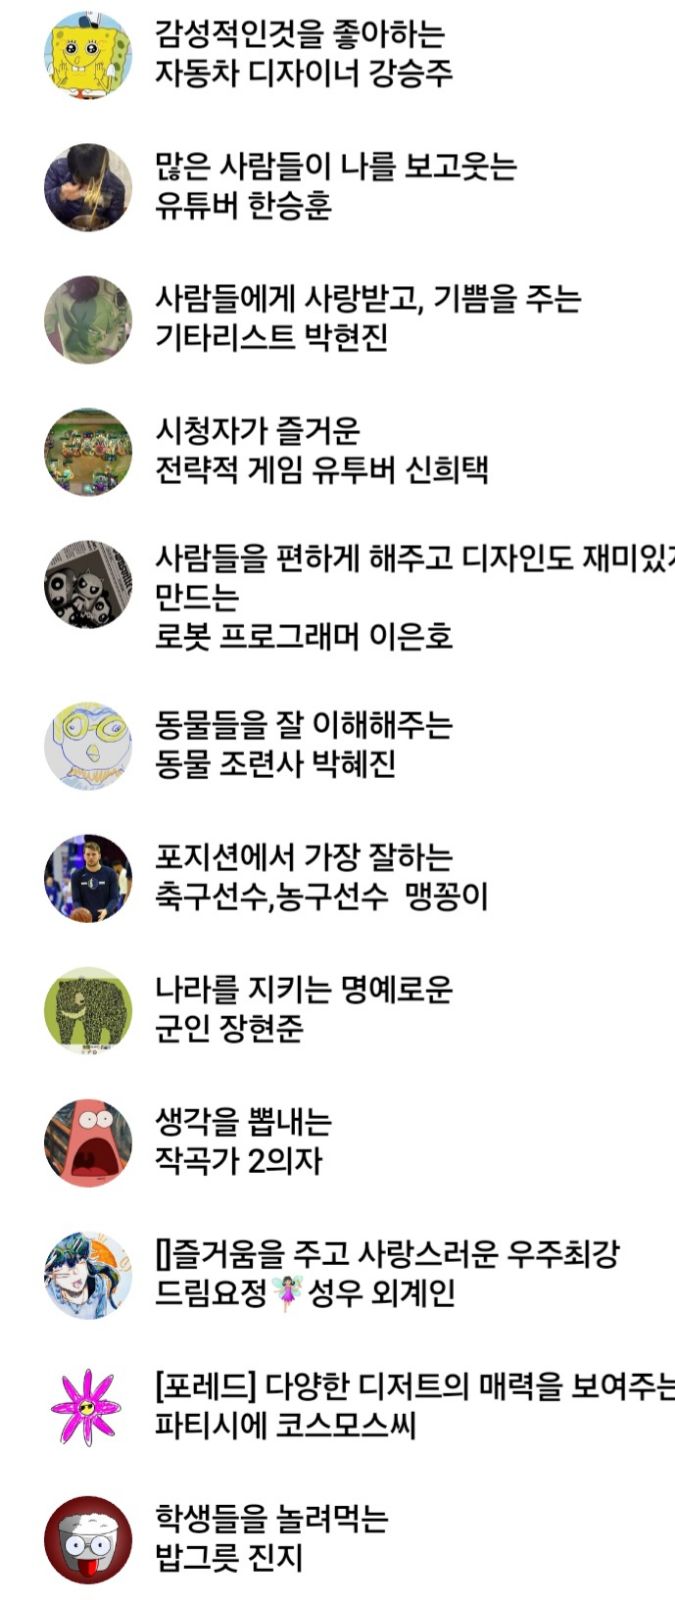 감성적인것을 좋아하는
자동차 디자이너 강승주
많은 사람들이 나를 보고웃는
유튜버 한승훈
사람들에게 사랑받고, 기쁨을 주는
기타리스트 박현진
시청자가 즐거운
전략적 게임 유투버 신희택
사람들을 편하게 해주고 디자인도
만드는
로봇 프로그래머 이은호
동물들을 잘 이해해주는
동물 조련사 박혜진
포지션에서 가장 잘하는
축구선수,농구선수 맹꽁이
나라를 지키는 명예로운
군인 장현준
생각을 뽑내는
작곡가 2의자
[]즐거움을 주고 사랑스러운 우주최강
드림요정🧚🏻‍♀️성우 외계인
[포레드] 다양한 디저트의 매력을 보여주는
파티시에 코스모스씨
학생들을 놀려먹는
밥그릇 진지